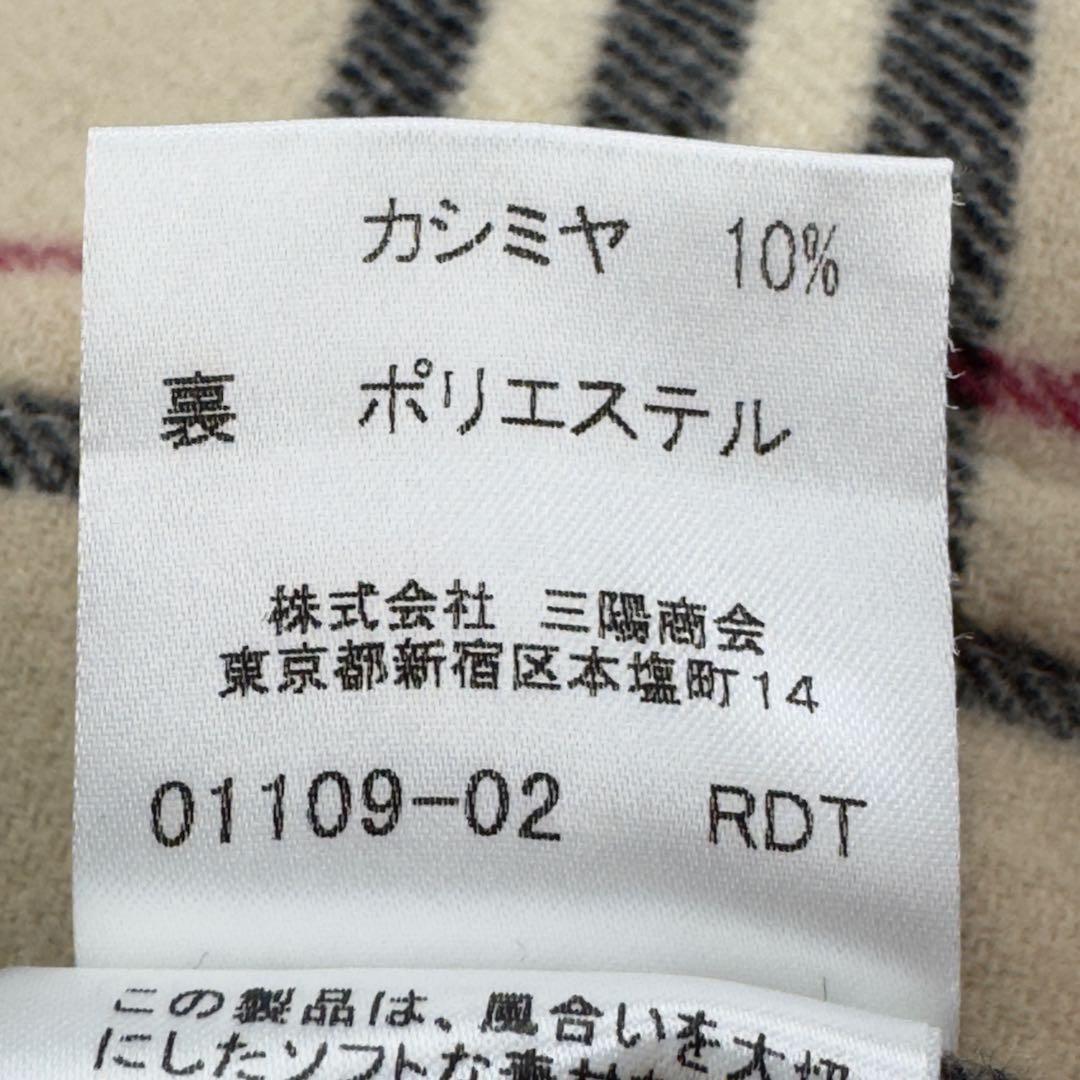 カシミヤ 10%
裏 ポリエステル
株式会社 三陽商会
東京都新宿区本塩町14
01109-02 RDT
この製品は、風合いを大切
にしたソフトな素材